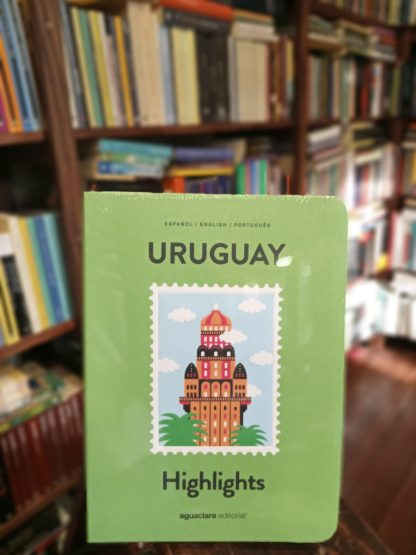 ESPAÑOL / ENGLISH / PORTUGUÊS
URUGUAY
Highlights
aguaclara editorial